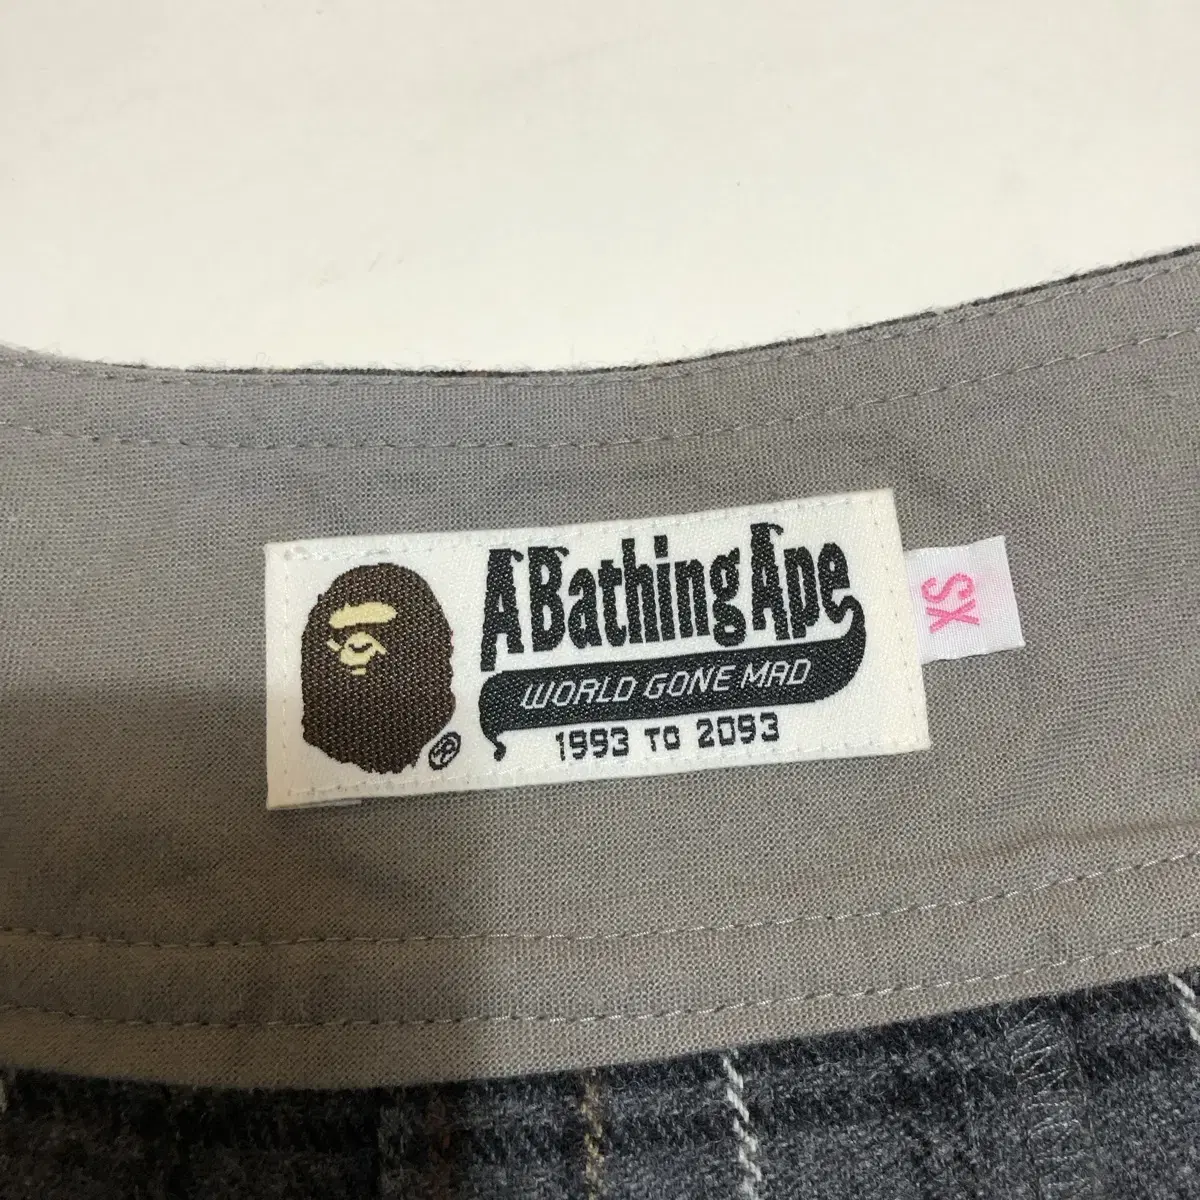 A Bathing Ape
WORLD GONE MAD
1993 TO 2093
XS